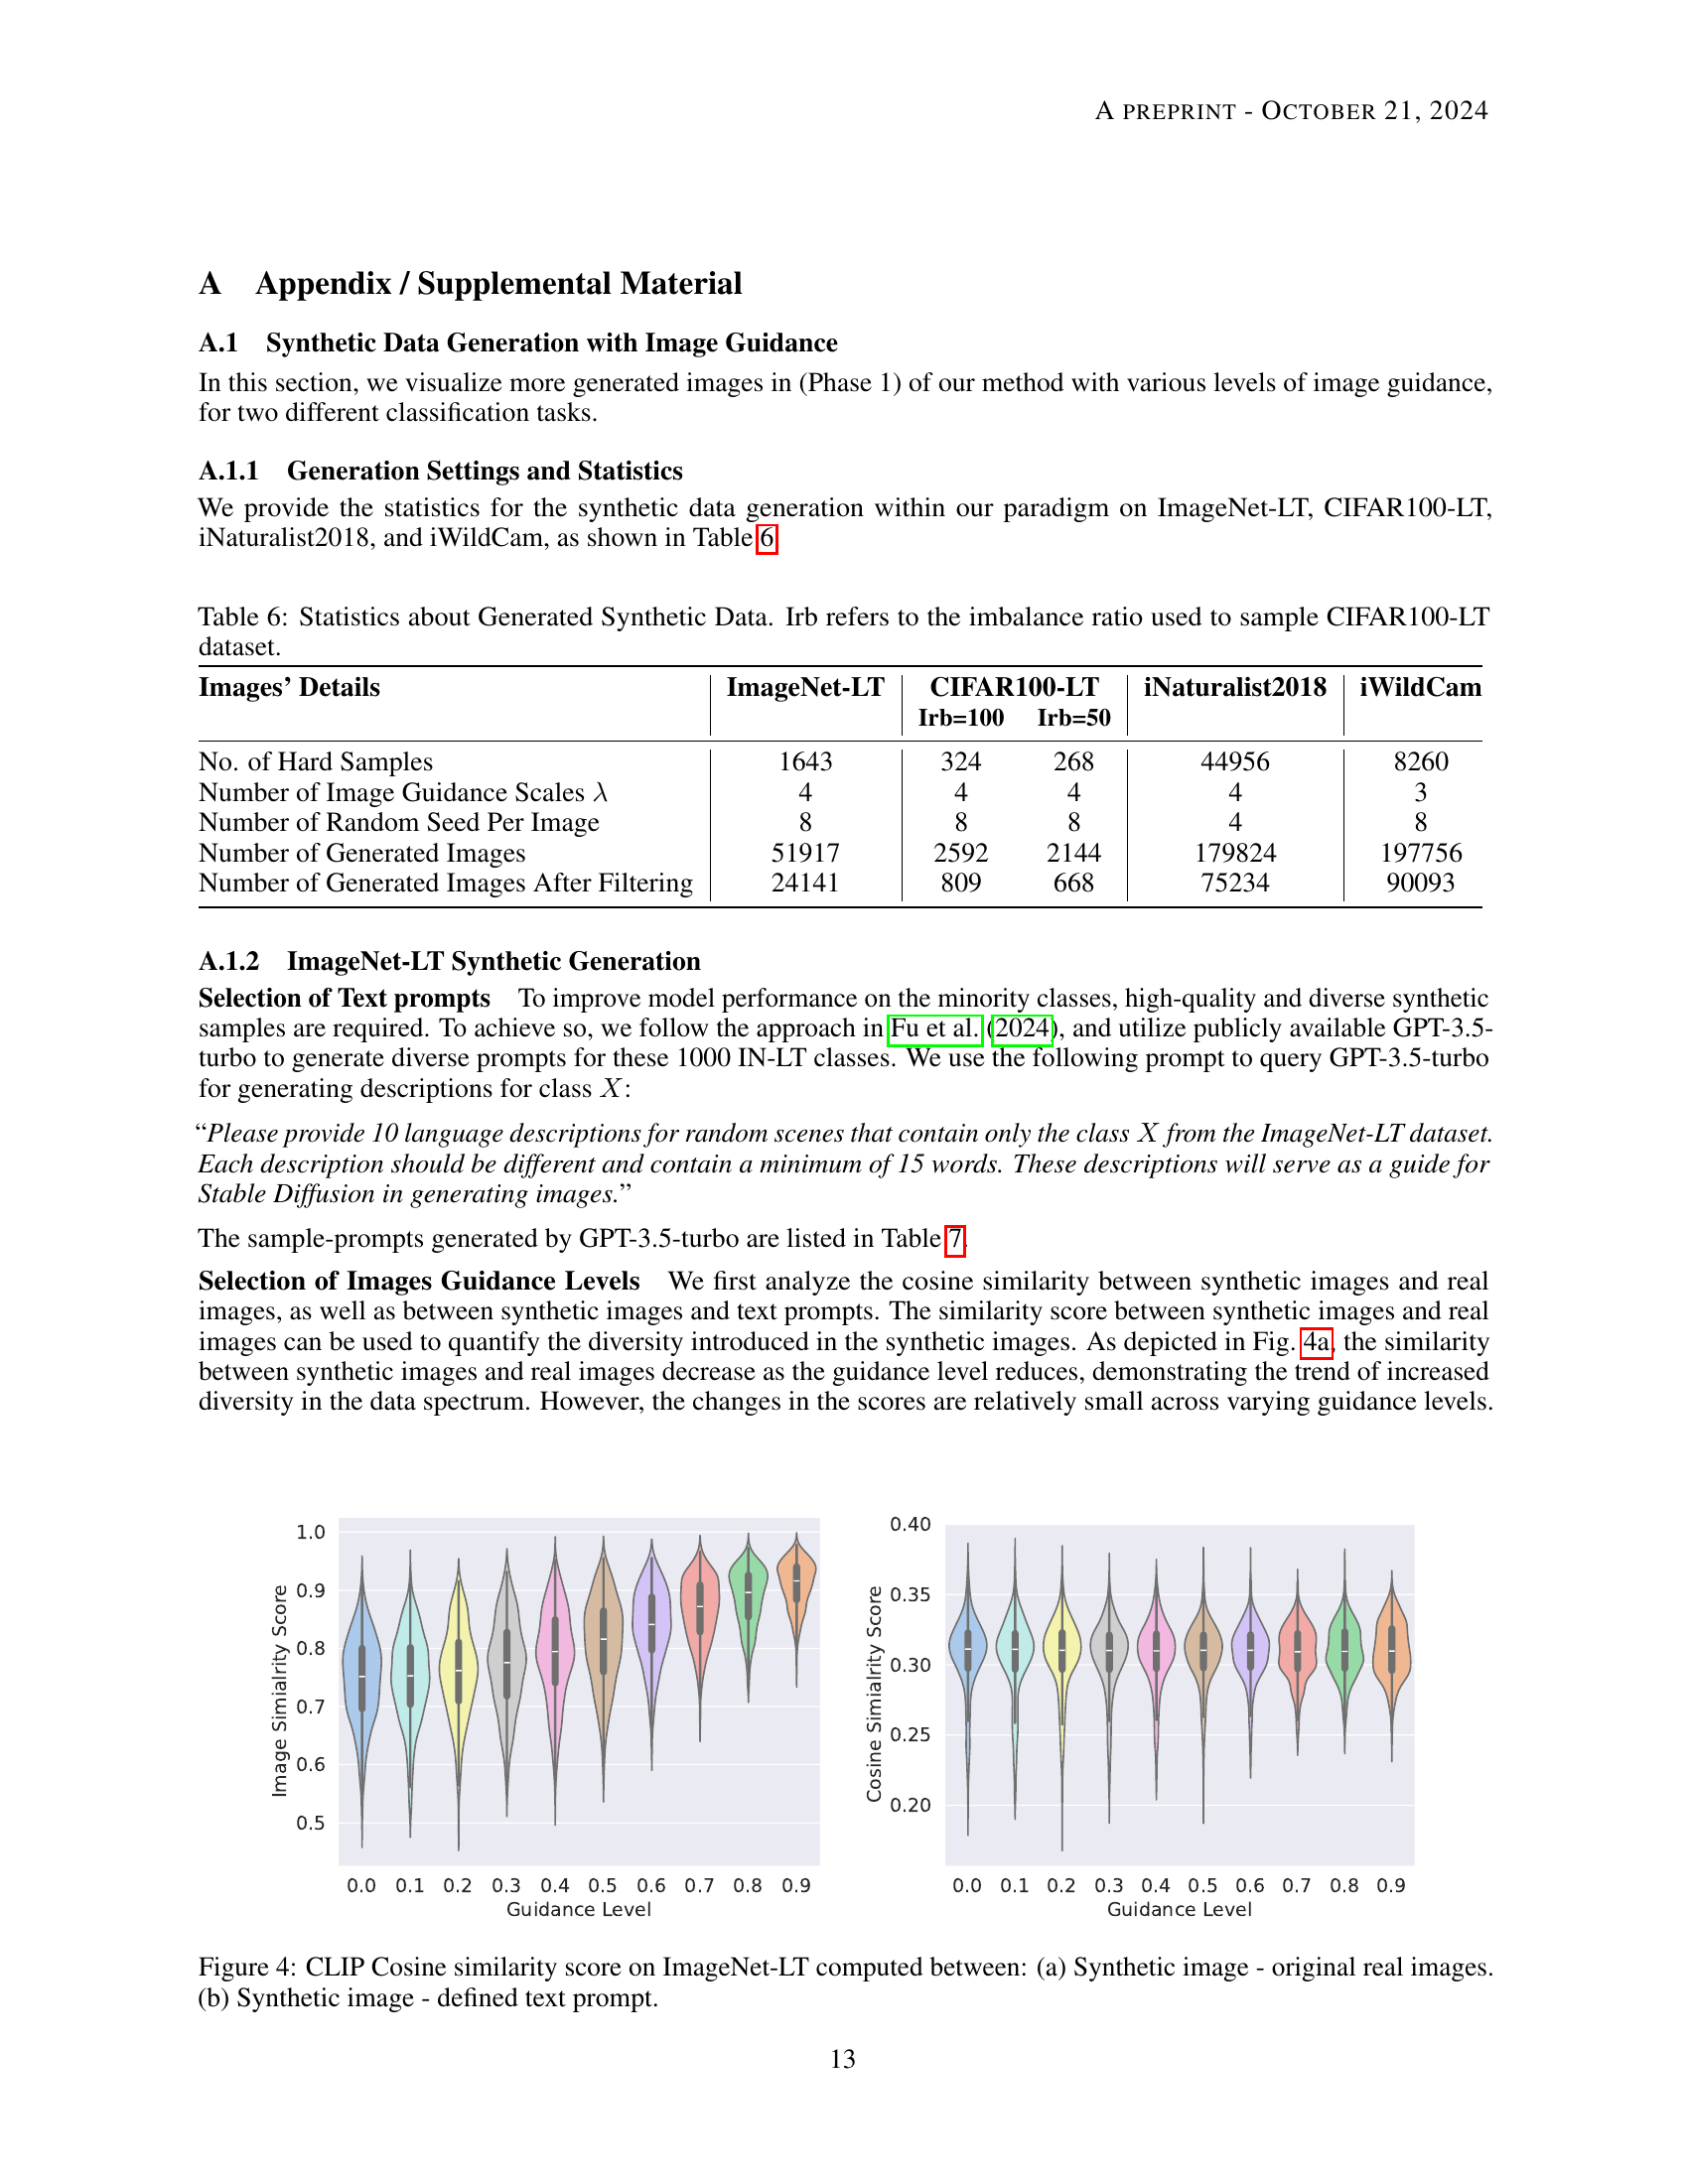 A PREPRINT - OCTOBER 21, 2024
A Appendix / Supplemental Material
A.1 Synthetic Data Generation with Image Guidance
In this section, we visualize more generated images in (Phase 1) of our method with various levels of image guidance,
for two different classification tasks.
A.1.1 Generation Settings and Statistics
We provide the statistics for the synthetic data generation within our paradigm on ImageNet-LT, CIFAR100-LT,
iNaturalist2018, and iWildCam, as shown in Table 6
Table 6: Statistics about Generated Synthetic Data. Irb refers to the imbalance ratio used to sample CIFAR100-LT
dataset.
Images' Details ImageNet-LT CIFAR100-LT iNaturalist2018 iWildCam
Irb=100 Irb=50
No. of Hard Samples 1643 324 268 44956 8260
Number of Image Guidance Scales λ 4 4 4 4 3
Number of Random Seed Per Image 8 8 8 4 8
Number of Generated Images 51917 2592 2144 179824 197756
Number of Generated Images After Filtering 24141 809 668 75234 90093
A.1.2 ImageNet-LT Synthetic Generation
Selection of Text prompts To improve model performance on the minority classes, high-quality and diverse synthetic
samples are required. To achieve so, we follow the approach in Fu et al. (2024), and utilize publicly available GPT-3.5-
turbo to generate diverse prompts for these 1000 IN-LT classes. We use the following prompt to query GPT-3.5-turbo
for generating descriptions for class X:
“Please provide 10 language descriptions for random scenes that contain only the class X from the ImageNet-LT dataset.
Each description should be different and contain a minimum of 15 words. These descriptions will serve as a guide for
Stable Diffusion in generating images.”
The sample-prompts generated by GPT-3.5-turbo are listed in Table 7.
Selection of Images Guidance Levels We first analyze the cosine similarity between synthetic images and real
images, as well as between synthetic images and text prompts. The similarity score between synthetic images and real
images can be used to quantify the diversity introduced in the synthetic images. As depicted in Fig. 4a, the similarity
between synthetic images and real images decrease as the guidance level reduces, demonstrating the trend of increased
diversity in the data spectrum. However, the changes in the scores are relatively small across varying guidance levels.
Image Simialrity Score
1.0
0.9
0.8
0.7
0.6
0.5
0.0 0.1 0.2 0.3 0.4 0.5 0.6 0.7 0.8 0.9
Guidance Level
Cosine Simialrity Score
0.40
0.35
0.30
0.25
0.20
0.0 0.1 0.2 0.3 0.4 0.5 0.6 0.7 0.8 0.9
Guidance Level
Figure 4: CLIP Cosine similarity score on ImageNet-LT computed between: (a) Synthetic image - original real images.
(b) Synthetic image - defined text prompt.
13